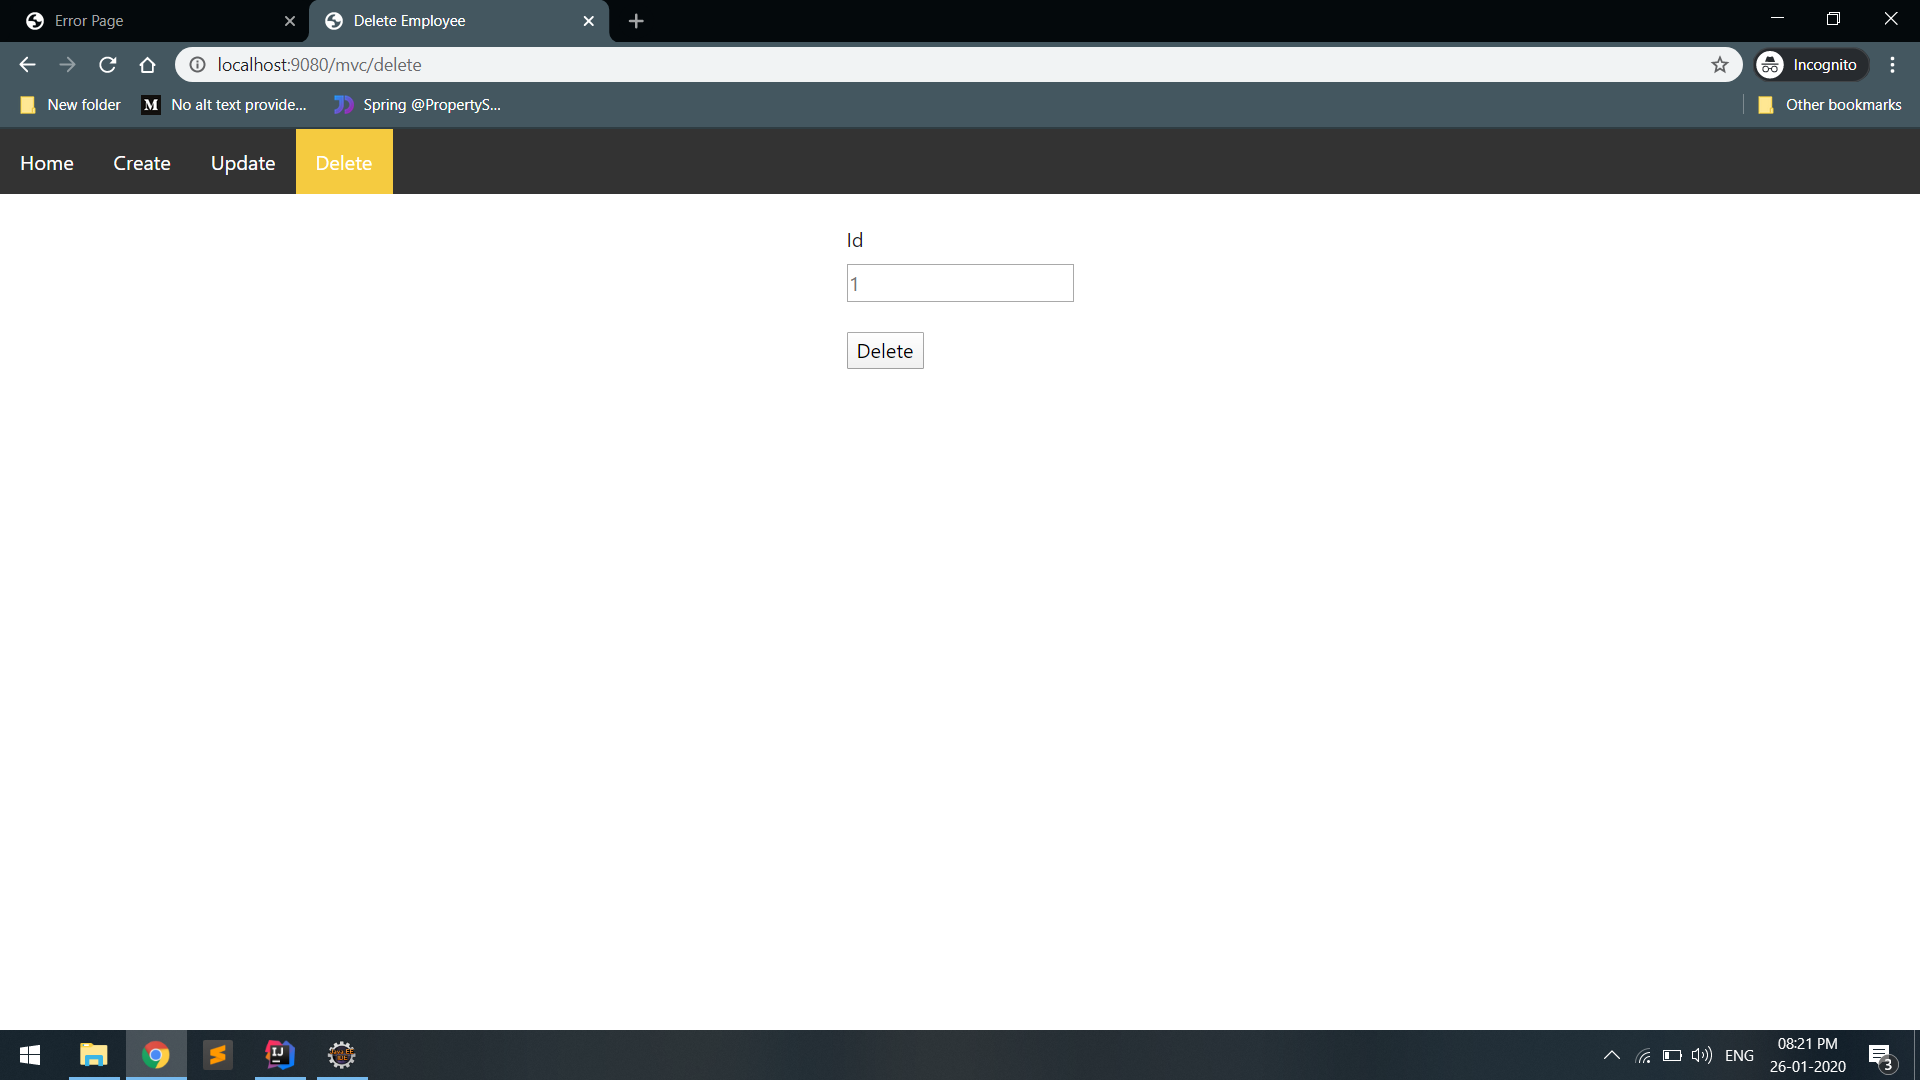 Error Page
Delete Employee
localhost:9080/mvc/delete
Incognito
New folder
M
No alt text provide...
Spring @PropertyS...
Other bookmarks
Home
Create
Update
Delete
Id
1
Delete
IJ
ENG
08:21 PM
26-01-2020
3